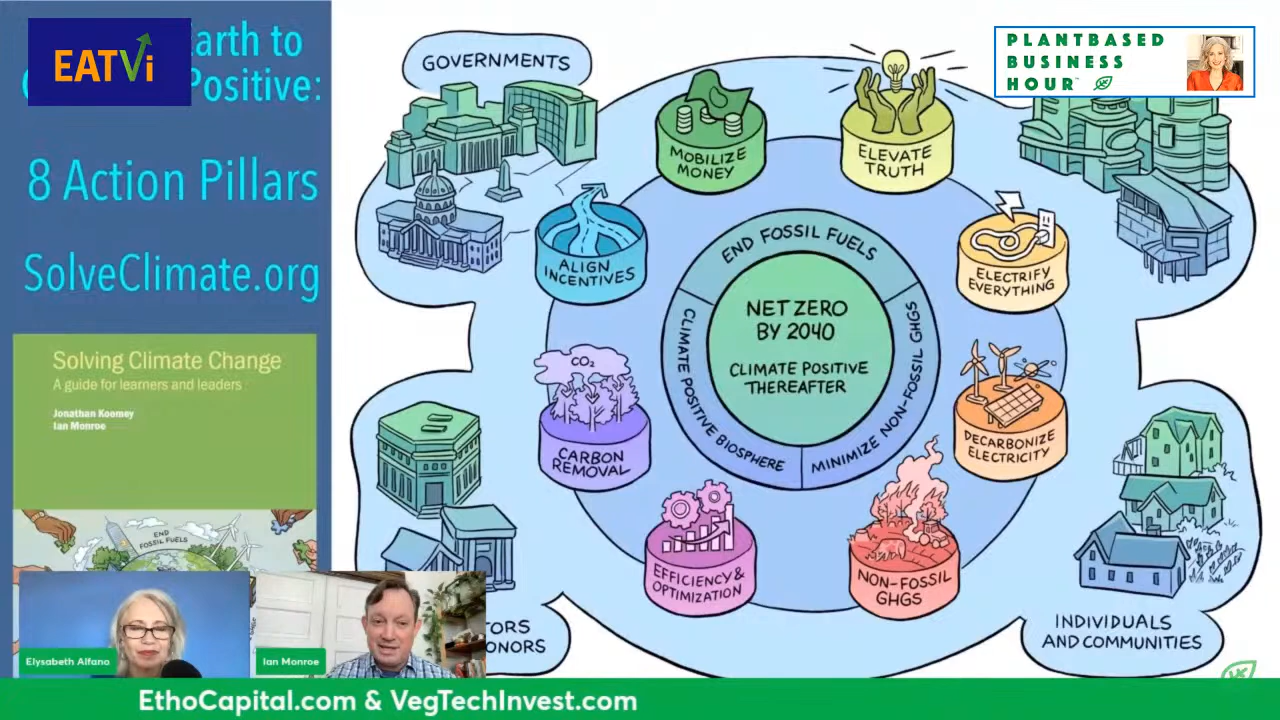 EATVi
Earth to
Positive:
8 Action Pillars
SolveClimate.org
Solving Climate Change
A guide for learners and leaders
Jonathan Koomey
Ian Monroe
END
FOSSIL FUELS
GOVERNMENTS
MOBILIZE
MONEY
ELEVATE
TRUTH
ALIGN
INCENTIVES
ELECTRIFY
EVERYTHING
END FOSSIL FUELS
NET ZERO
BY 2040
CLIMATE POSITIVE
THEREAFTER
CLIMATE POSITIVE BIOSPHERE
MINIMIZE NON-FOSSIL GHGS
CO₂
CARBON
REMOVAL
DECARBONIZE
ELECTRICITY
EFFICIENCY &
OPTIMIZATION
NON-FOSSIL
GHGS
INDIVIDUALS
AND COMMUNITIES
PLANTBASED
BUSINESS
HOUR
Elysabeth Alfano
Ian Monroe
EthoCapital.com & VegTechInvest.com